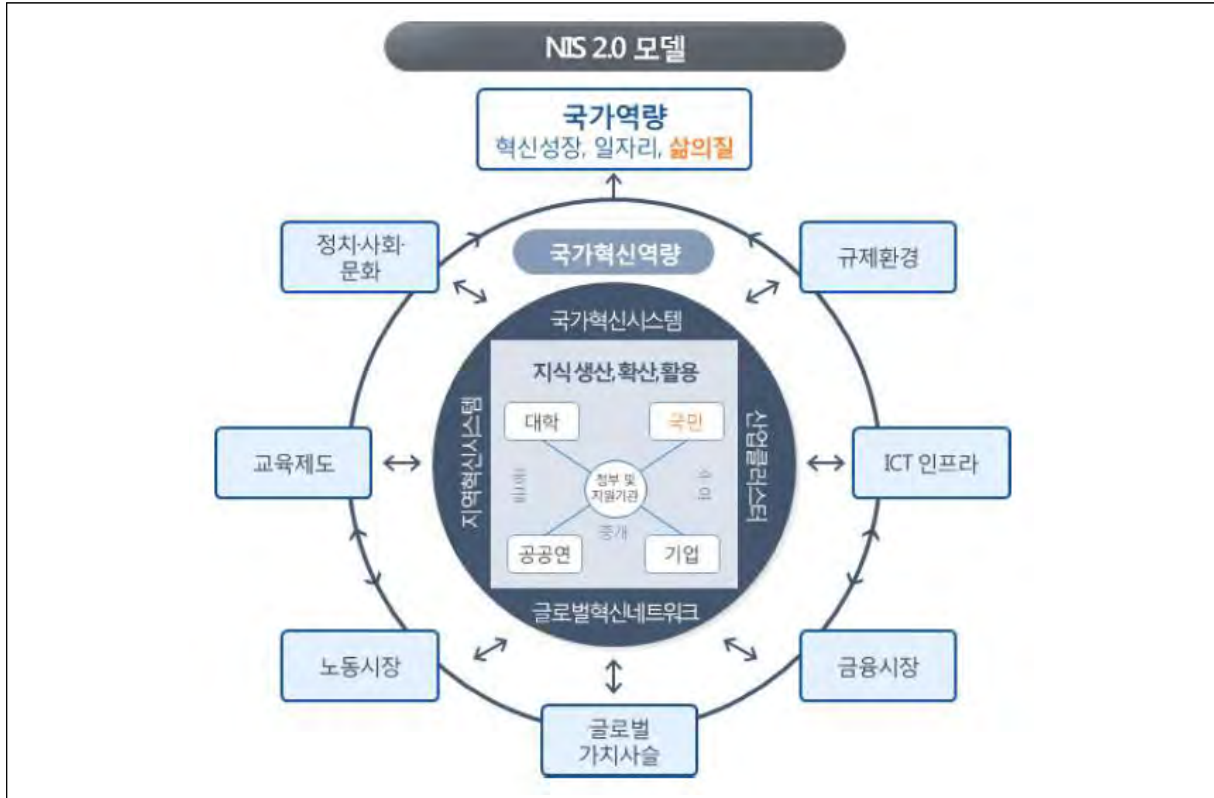 NIS 2.0 모델
국가역량
혁신성장, 일자리, 삶의질
정치·사회·
문화
국가혁신역량
규제환경
국가혁신시스템
지식 생산,확산,활용
지역혁신시스템
대학
국민
산업클러스터
교육제도
정부 및
지원기관
수 요
ICT 인프라
중개
공공연
기업
글로벌혁신네트워크
노동시장
금융시장
글로벌
가치사슬